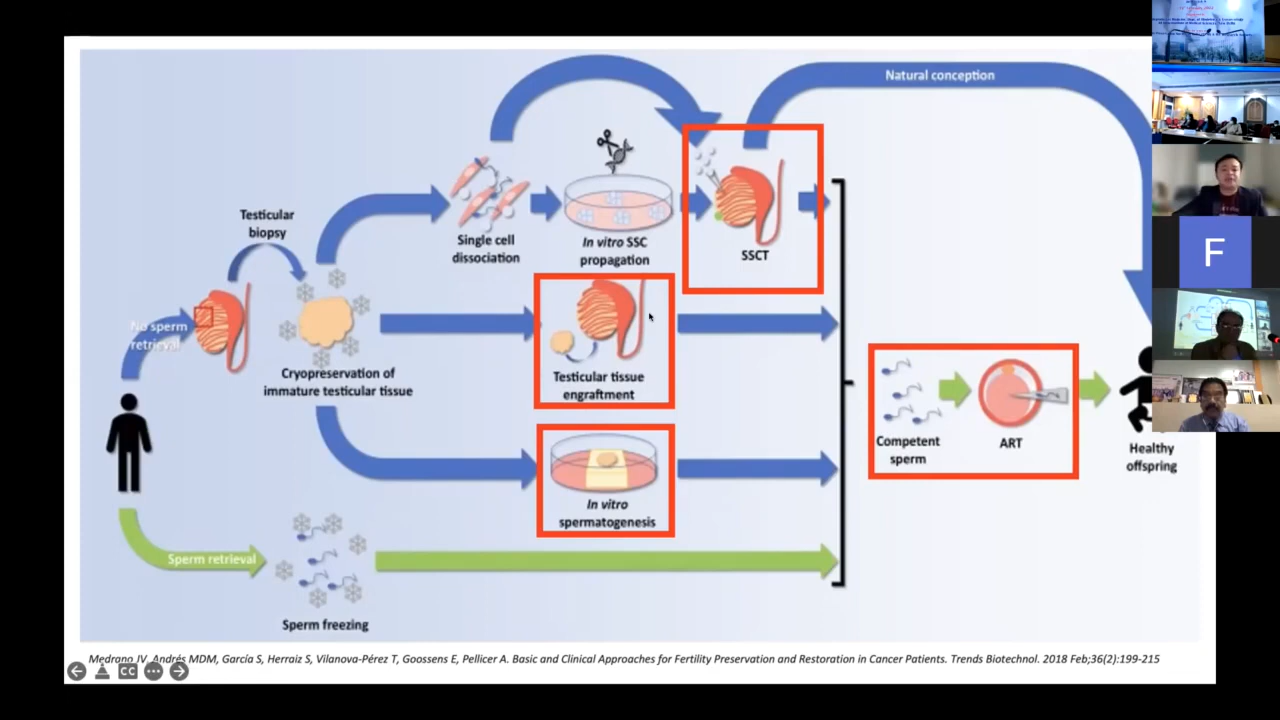 Natural conception
Testicular
biopsy
Single cell
dissociation
In vitro SSC
propagation
SSCT
No sperm
retrieval
Cryopreservation of
immature testicular tissue
Testicular tissue
engraftment
In vitro
spermatogenesis
Competent
sperm
ART
Healthy
offspring
Sperm retrieval
Sperm freezing
Medrano JV, Andrés MDM, García S, Herraiz S, Vilanova-Pérez T, Goossens E, Pellicer A. Basic and Clinical Approaches for Fertility Preservation and Restoration in Cancer Patients. Trends Biotechnol. 2018 Feb;36(2):199-215
CC
F